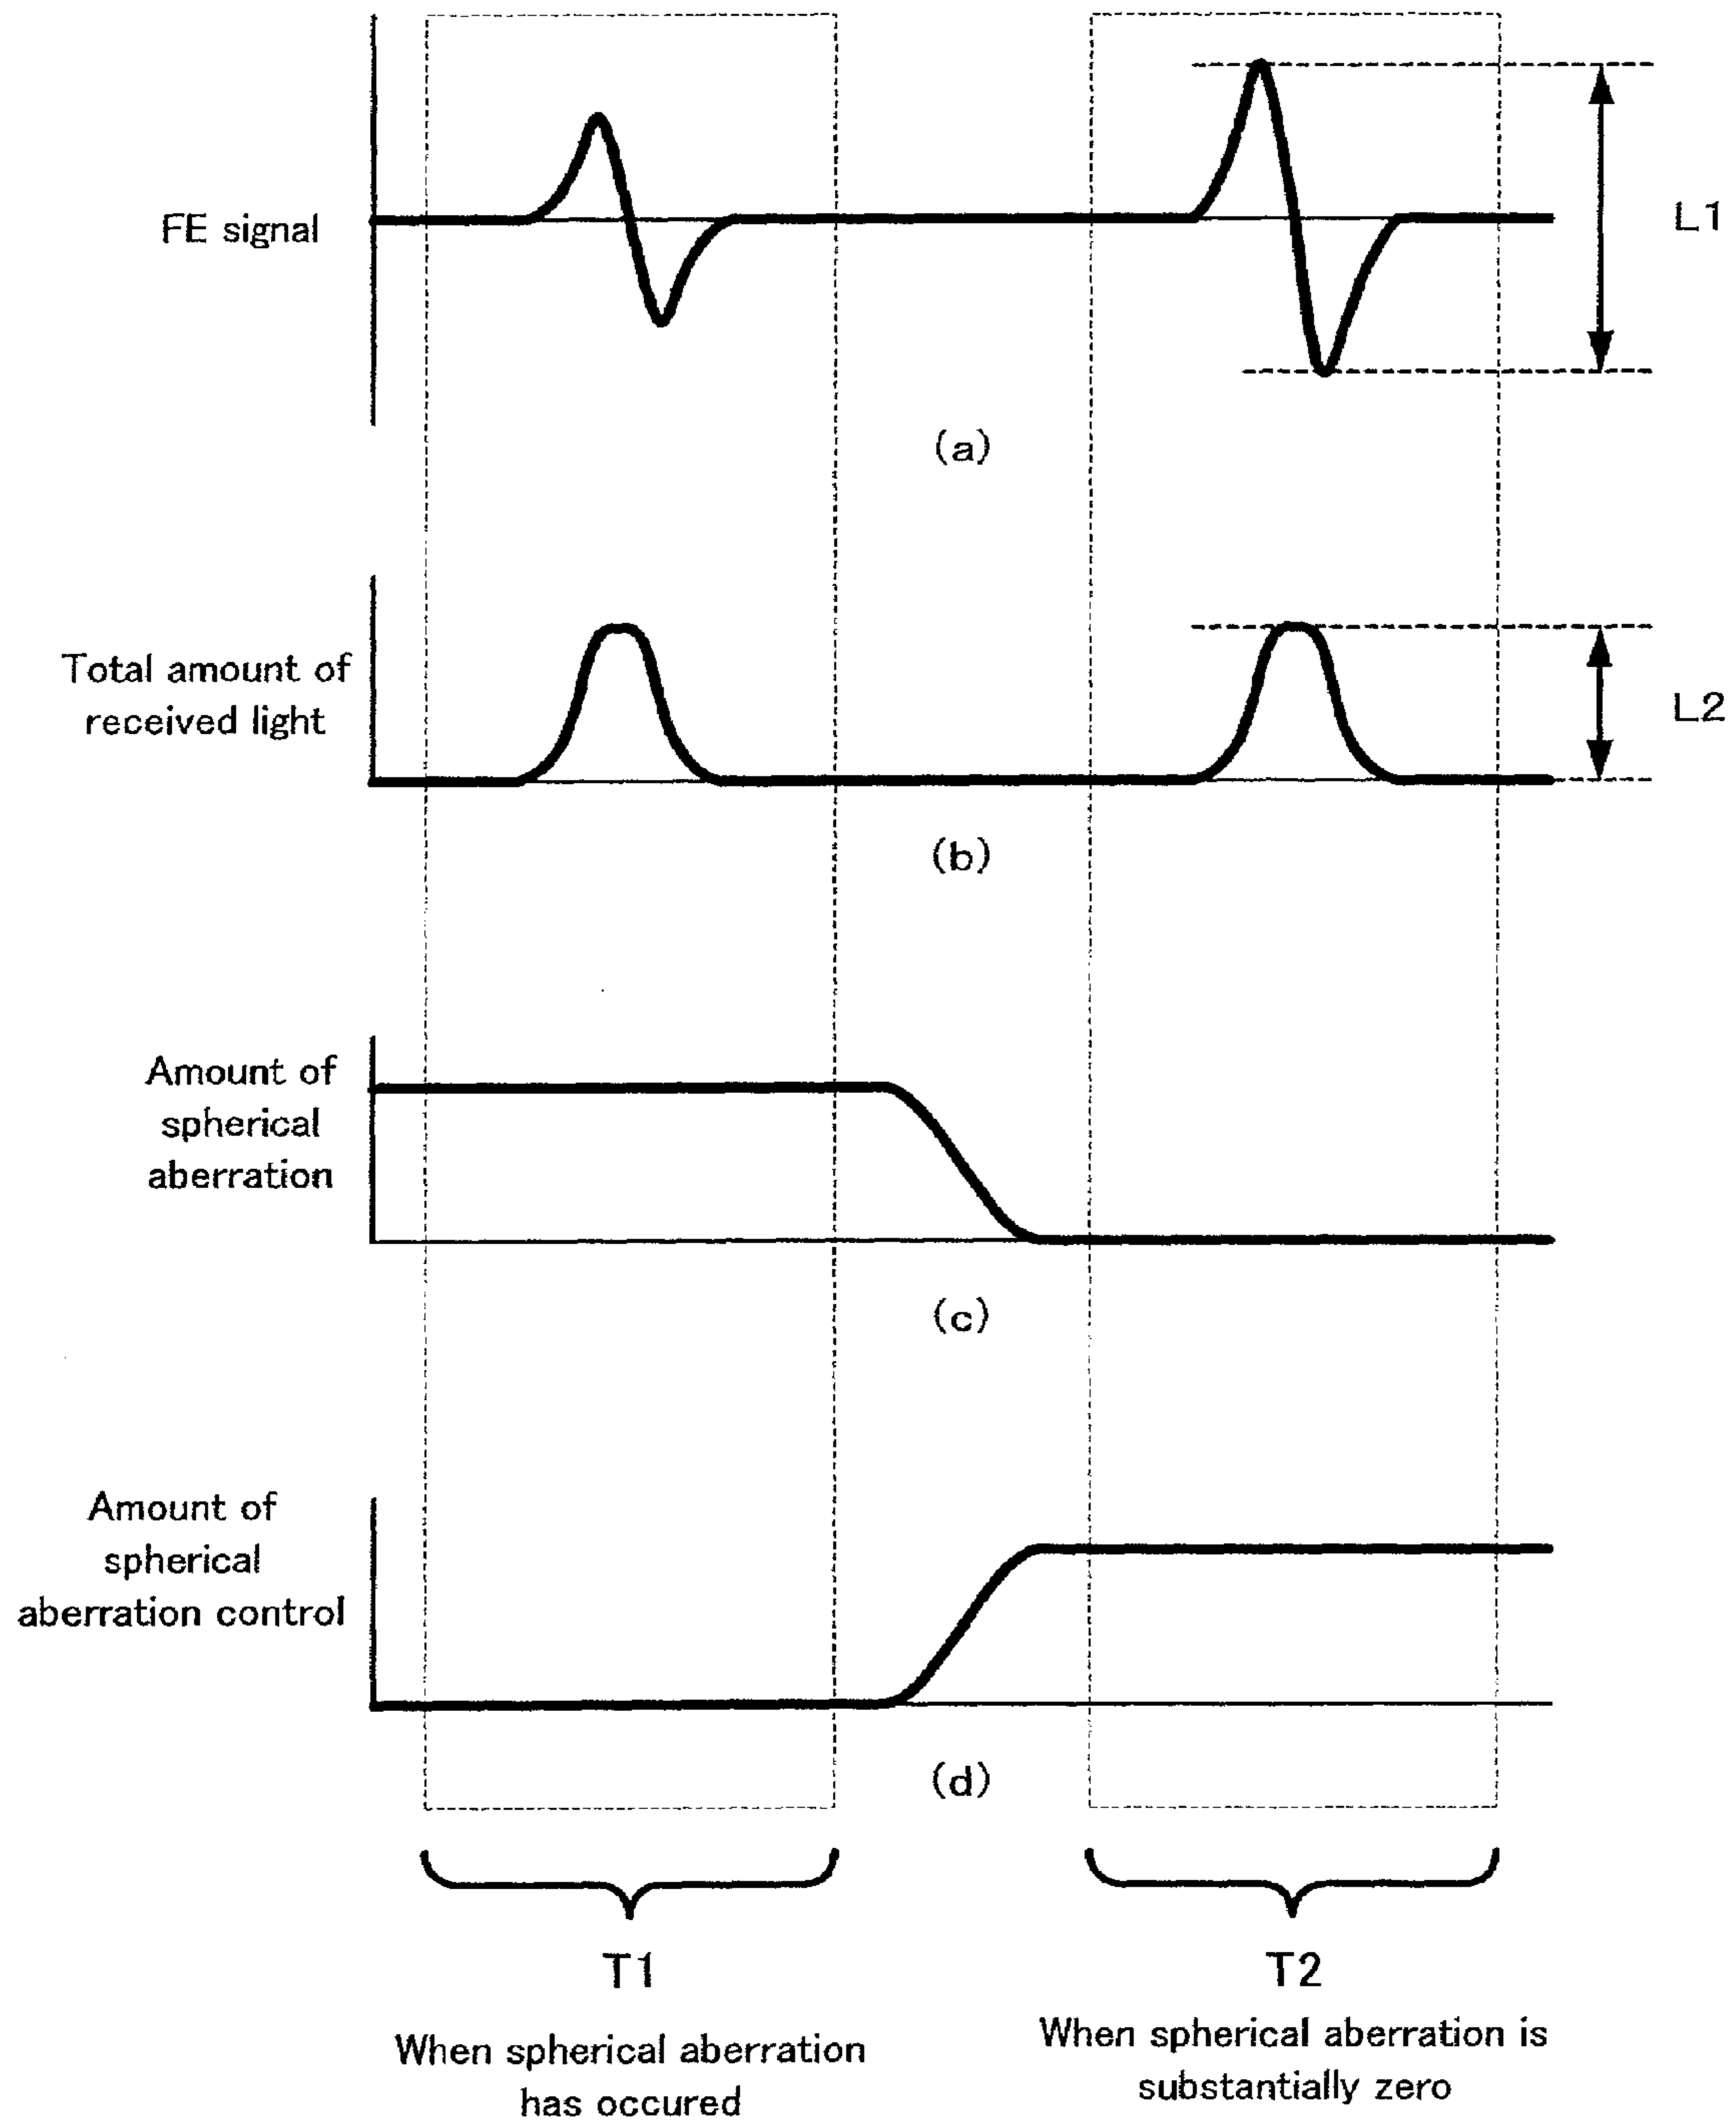 FE signal
L1
(a)
Total amount of
received light
L2
(b)
Amount of
spherical
aberration
(c)
Amount of
spherical
aberration control
(d)
T1
When spherical aberration
has occured
T2
When spherical aberration is
substantially zero